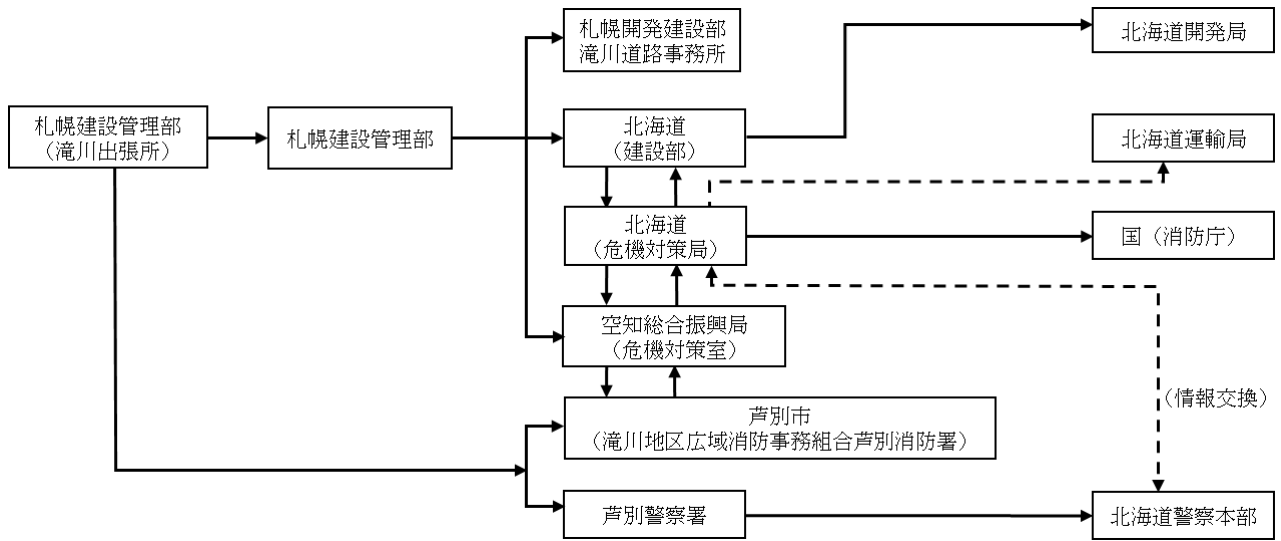 札幌開発建設部
滝川道路事務所
北海道開発局
札幌建設管理部
（滝川出張所）
札幌建設管理部
北海道
（建設部）
北海道運輸局
北海道
（危機対策局）
国（消防庁）
空知総合振興局
（危機対策室）
（情報交換）
芦別市
（滝川地区広域消防事務組合芦別消防署）
芦別警察署
北海道警察本部